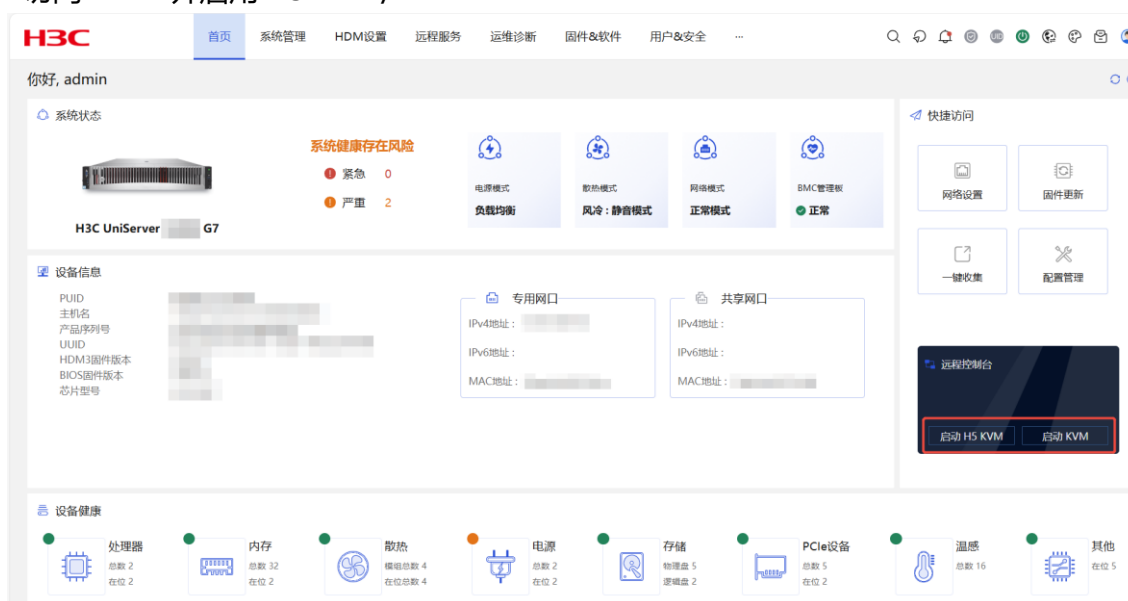 H3C
首页 系统管理 HDM设置 远程服务 运维诊断 固件&软件 用户&安全 ...
UID
你好, admin
系统状态
快捷访问
系统健康存在风险
紧急 0
严重 2
H3C UniServer G7
电源模式
负载均衡
散热模式
风冷：静音模式
网络模式
正常模式
BMC管理板
正常
网络设置
固件更新
一键收集
配置管理
设备信息
PUID
主机名
产品序列号
UUID
HDM3固件版本
BIOS固件版本
芯片型号
专用网口
IPv4地址：
IPv6地址：
MAC地址：
共享网口
IPv4地址：
IPv6地址：
MAC地址：
远程控制台
启动 H5 KVM 启动 KVM
设备健康
处理器
总数 2
在位 2
内存
总数 32
在位 2
散热
模组总数 4
在位总数 4
电源
总数 2
在位 2
存储
物理盘 5
逻辑盘 2
PCIe设备
总数 5
在位 2
温感
总数 16
其他
在位 5